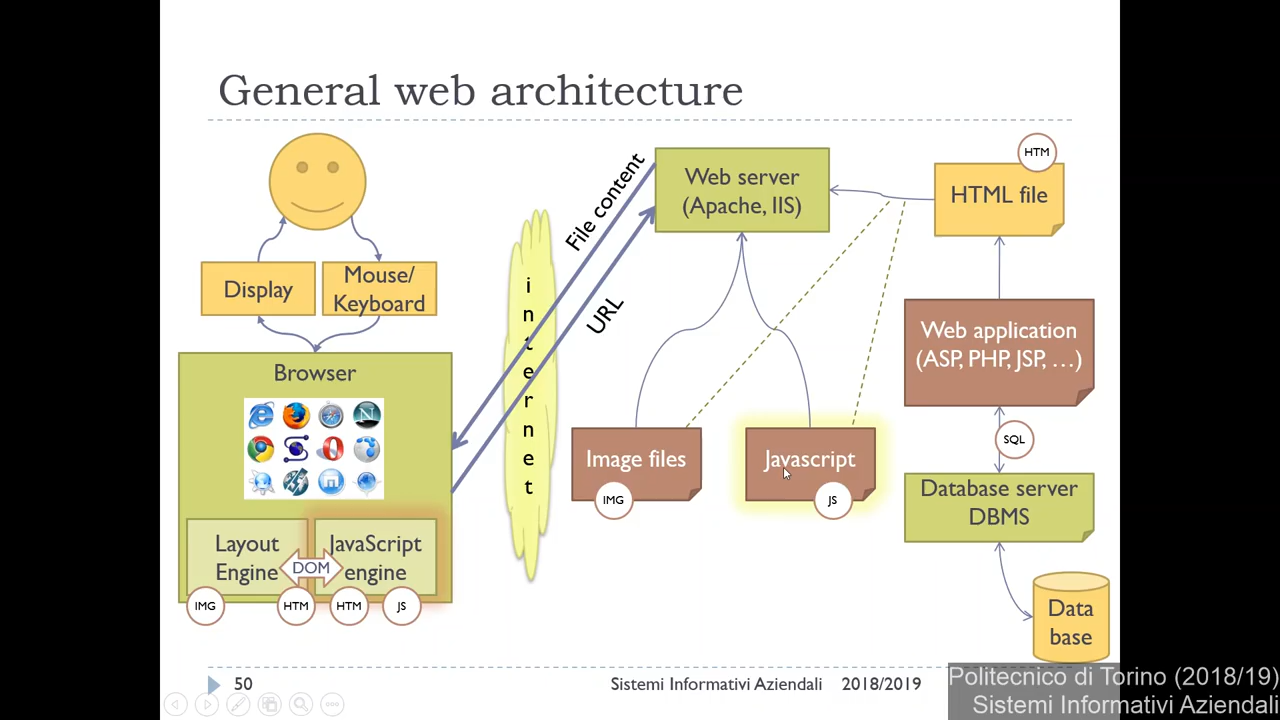 General web architecture
HTM
Web server
(Apache, IIS)
HTML file
File content
URL
Display
Mouse/
Keyboard
internet
Web application
(ASP, PHP, JSP, …)
Browser
SQL
Image files
Javascript
IMG
JS
Database server
DBMS
Layout
Engine
DOM
JavaScript
engine
IMG
HTM
HTM
JS
Data
base
50
Sistemi Informativi Aziendali
2018/2019
Politecnico di Torino (2018/19)
Sistemi Informativi Aziendali